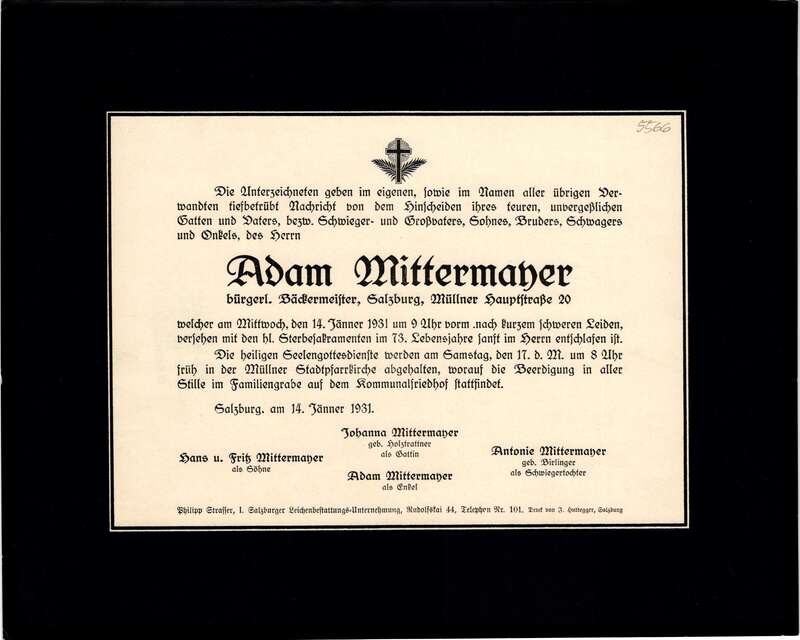 5566
Die Unterzeichneten geben im eigenen, sowie im Namen aller übrigen Ver-
wandten tiefbetrübt Nachricht von dem Hinscheiden ihres teuren, unvergeßlichen
Gatten und Vaters, bezw. Schwieger- und Großvaters, Sohnes, Bruders, Schwagers
und Onkels, des Herrn
Adam Mittermayer
bürgerl. Bäckermeister, Salzburg, Müllner Hauptstraße 20
welcher am Mittwoch, den 14. Jänner 1931 um 9 Uhr vorm .nach kurzem schweren Leiden,
versehen mit den hl. Sterbesakramenten im 73. Lebensjahre sanft im Herrn entschlafen ist.
Die heiligen Seelengottesdienste werden am Samstag, den 17. d. M. um 8 Uhr
früh in der Müllner Stadtpfarrkirche abgehalten, worauf die Beerdigung in aller
Stille im Familiengrabe auf dem Kommunalfriedhof stattfindet.
Salzburg, am 14. Jänner 1931.
Johanna Mittermayer
geb. Holztrattner
als Gattin
Hans u. Fritz Mittermayer
als Söhne
Antonie Mittermayer
geb. Birlinger
als Schwiegertochter
Adam Mittermayer
als Enkel
Philipp Strasser, I. Salzburger Leichenbestattungs-Unternehmung, Rudolfskai 44, Telephon Nr. 101. Druck von J. Huttegger, Salzburg